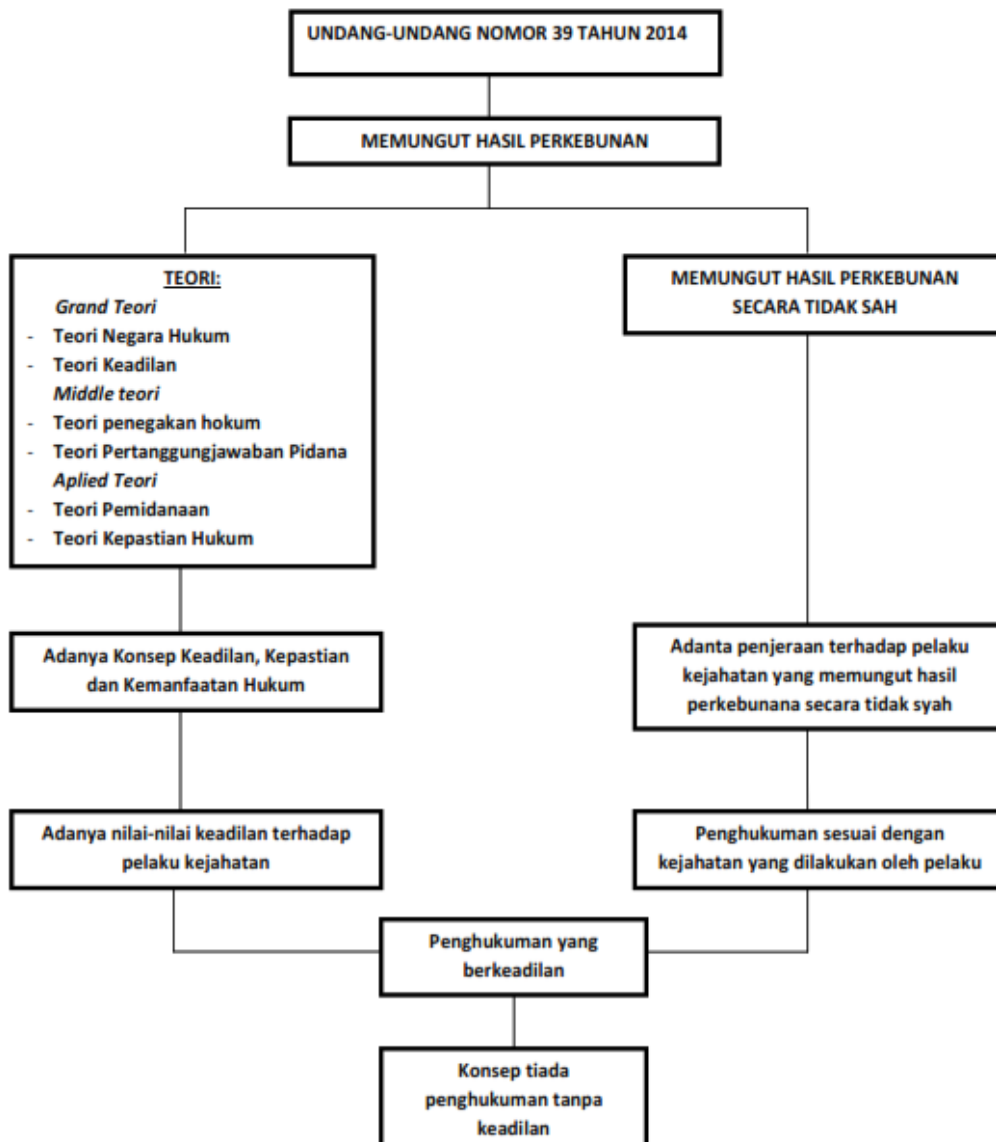 UNDANG-UNDANG NOMOR 39 TAHUN 2014
MEMUNGUT HASIL PERKEBUNAN
TEORI:
Grand Teori
- Teori Negara Hukum
- Teori Keadilan
Middle teori
- Teori penegakan hokum
- Teori Pertanggungjawaban Pidana
Aplied Teori
- Teori Pemidanaan
- Teori Kepastian Hukum
MEMUNGUT HASIL PERKEBUNAN
SECARA TIDAK SAH
Adanya Konsep Keadilan, Kepastian
dan Kemanfaatan Hukum
Adanta penjeraan terhadap pelaku
kejahatan yang memungut hasil
perkebunana secara tidak syah
Adanya nilai-nilai keadilan terhadap
pelaku kejahatan
Penghukuman sesuai dengan
kejahatan yang dilakukan oleh pelaku
Penghukuman yang
berkeadilan
Konsep tiada
penghukuman tanpa
keadilan